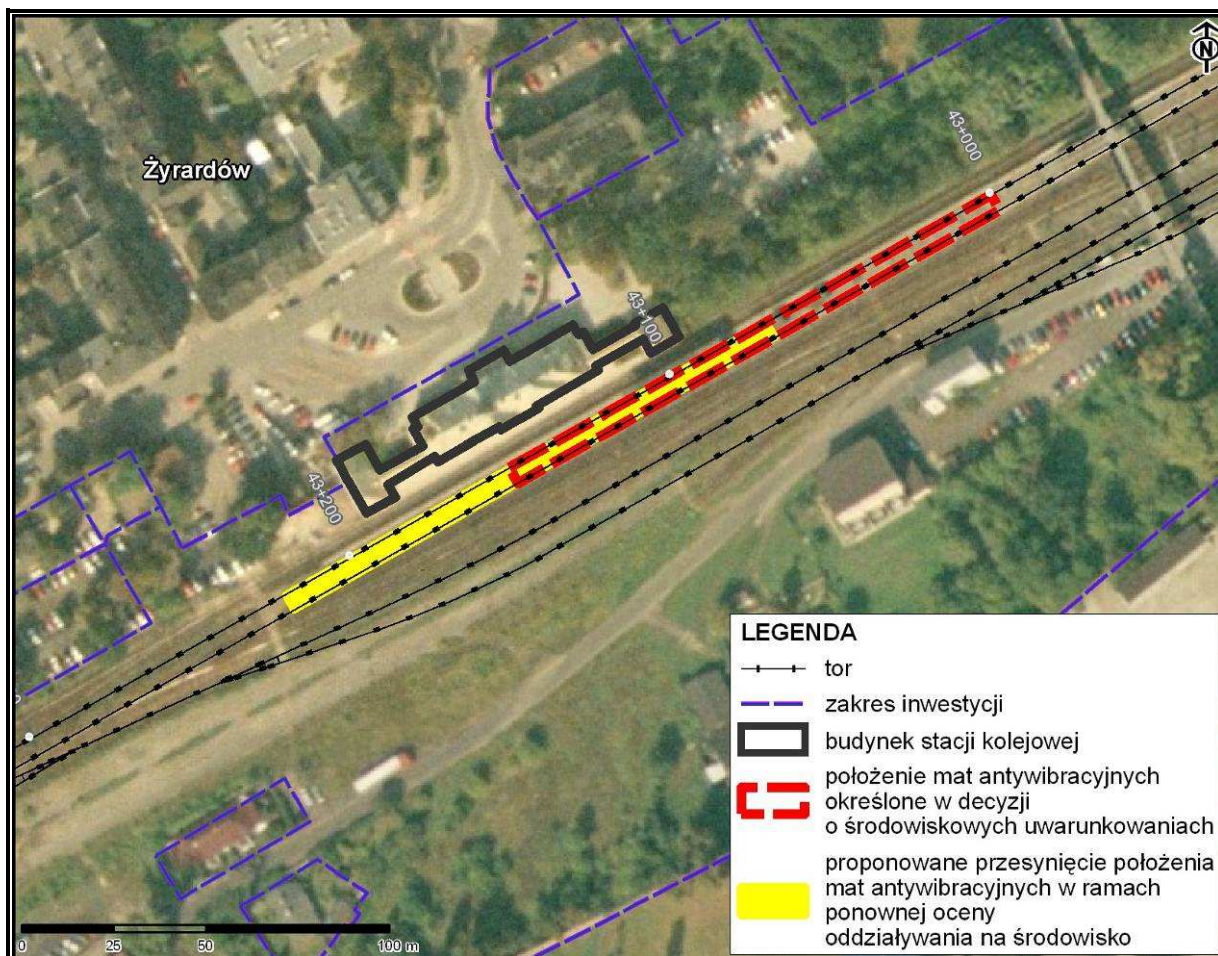 N
Żyrardów
43+000
43+100
43+200
LEGENDA
tor
zakres inwestycji
budynek stacji kolejowej
położenie mat antywibracyjnych
określone w decyzji
o środowiskowych uwarunkowaniach
proponowane przesynięcie położenia
mat antywibracyjnych w ramach
ponownej oceny
oddziaływania na środowisko
0 25 50 100 m